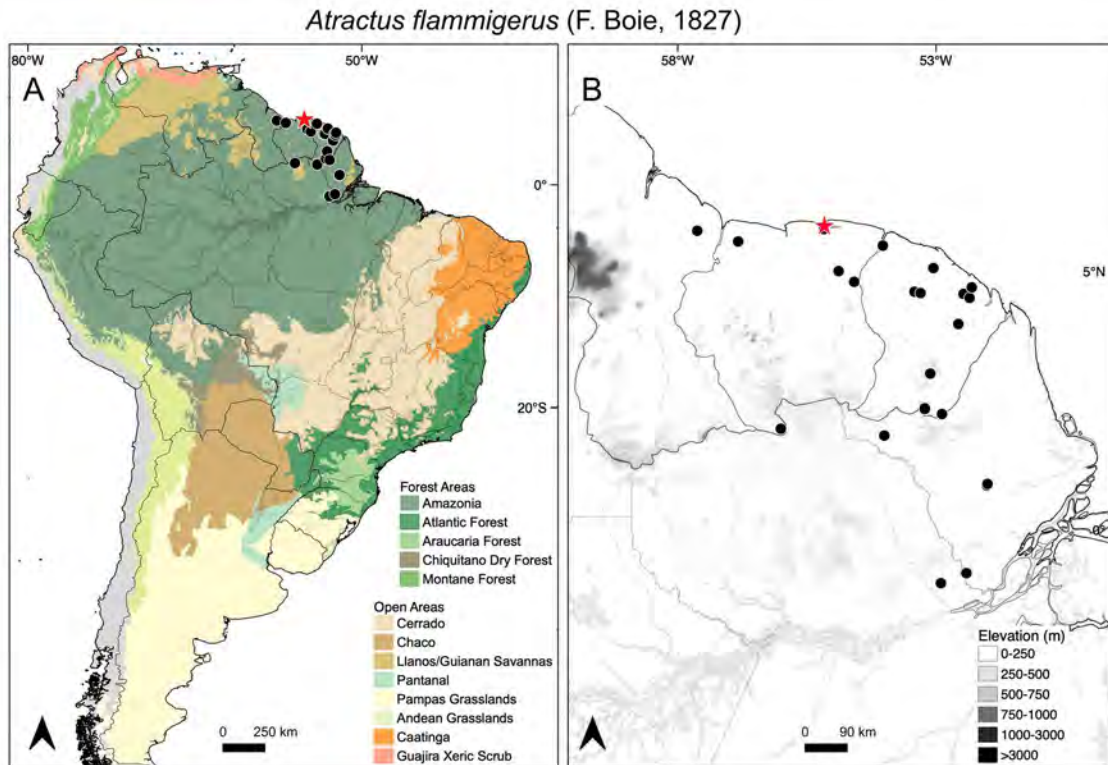 Atractus flammigerus (F. Boie, 1827)
A
80°W
50°W
0°
20°S
Forest Areas
Amazonia
Atlantic Forest
Araucaria Forest
Chiquitano Dry Forest
Montane Forest
Open Areas
Cerrado
Chaco
Llanos/Guianan Savannas
Pantanal
Pampas Grasslands
Andean Grasslands
Caatinga
Guajira Xeric Scrub
0 250 km
B
58°W
53°W
5°N
0°
Elevation (m)
0-250
250-500
500-750
750-1000
1000-3000
>3000
0 90 km